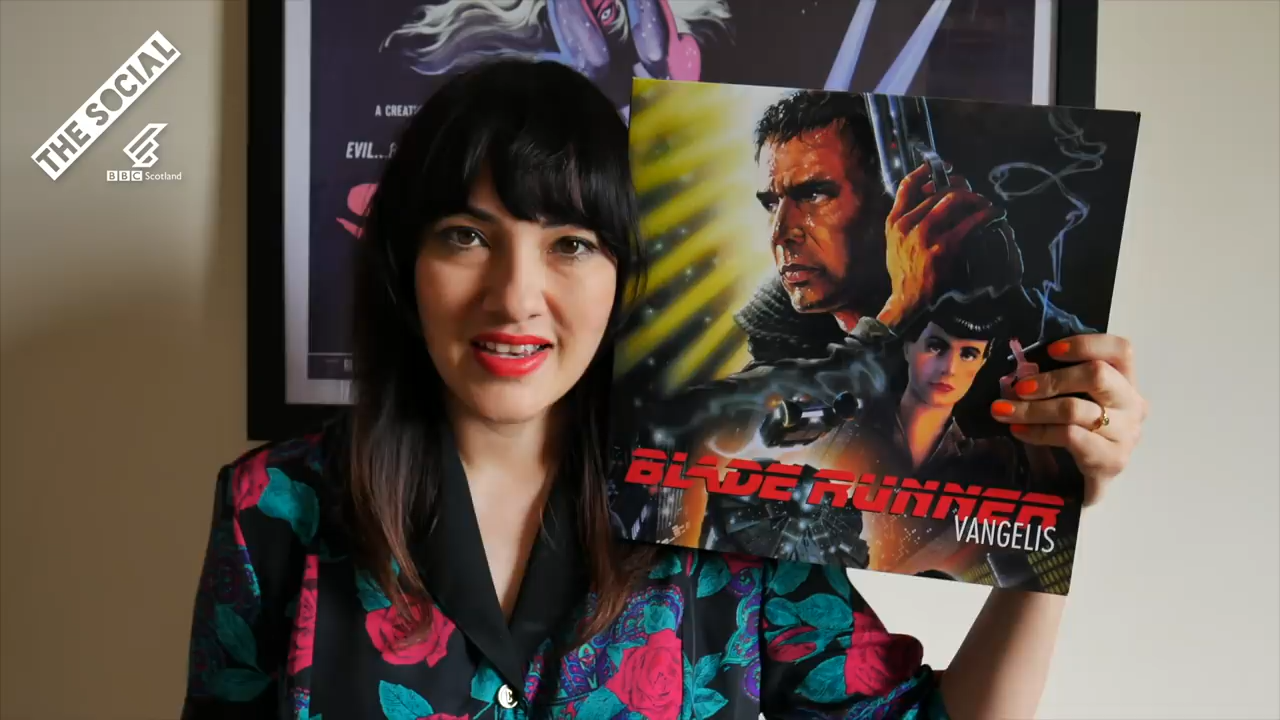 THE SOCIAL
BBC Scotland
A CREATI
EVIL...
BLADE RUNNER
VANGELIS